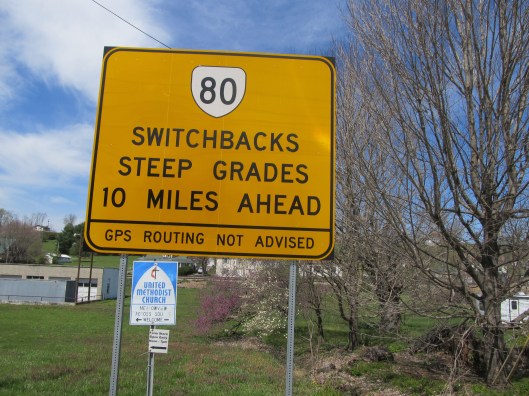 80
SWITCHBACKS
STEEP GRADES
10 MILES AHEAD
GPS ROUTING NOT ADVISED
UNITED
METHODIST
CHURCH
WELCOME